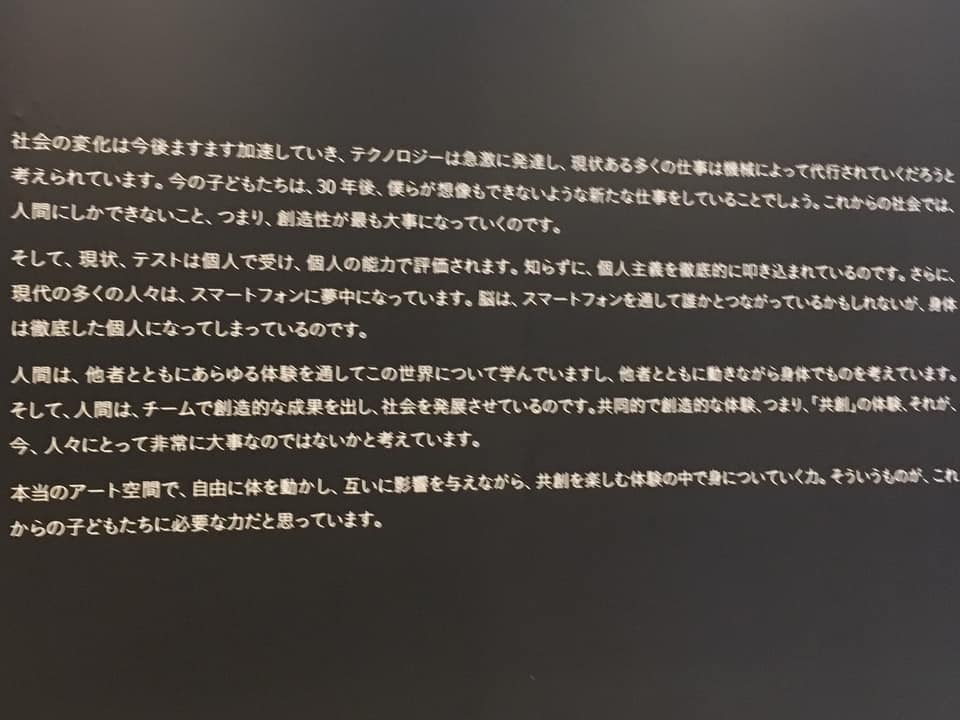 社会の変化は今後ますます加速していき、テクノロジーは急激に発達し、現状ある多くの仕事は機械によって代行されていくだろうと
考えられています。今の子どもたちは、30年後、僕らが想像もできないような新たな仕事をしていることでしょう。これからの社会では、
人間にしかできないこと、つまり、創造性が最も大事になっていくのです。
そして、現状、テストは個人で受け、個人の能力で評価されます。知らずに、個人主義を徹底的に叩き込まれているのです。さらに、
現代の多くの人々は、スマートフォンに夢中になっています。脳は、スマートフォンを通して誰かとつながっているかもしれないが、身体
は徹底した個人になってしまっているのです。
人間は、他者とともにあらゆる体験を通してこの世界について学んでいますし、他者とともに動きながら身体でものを考えています。
そして、人間は、チームで創造的な成果を出し、社会を発展させているのです。共同的で創造的な体験、つまり、「共創」の体験、それが、
今、人々にとって非常に大事なのではないかと考えています。
本当のアート空間で、自由に体を動かし、互いに影響を与えながら、共創を楽しむ体験の中で身についていく力。そういうものが、これ
からの子どもたちに必要な力だと思っています。